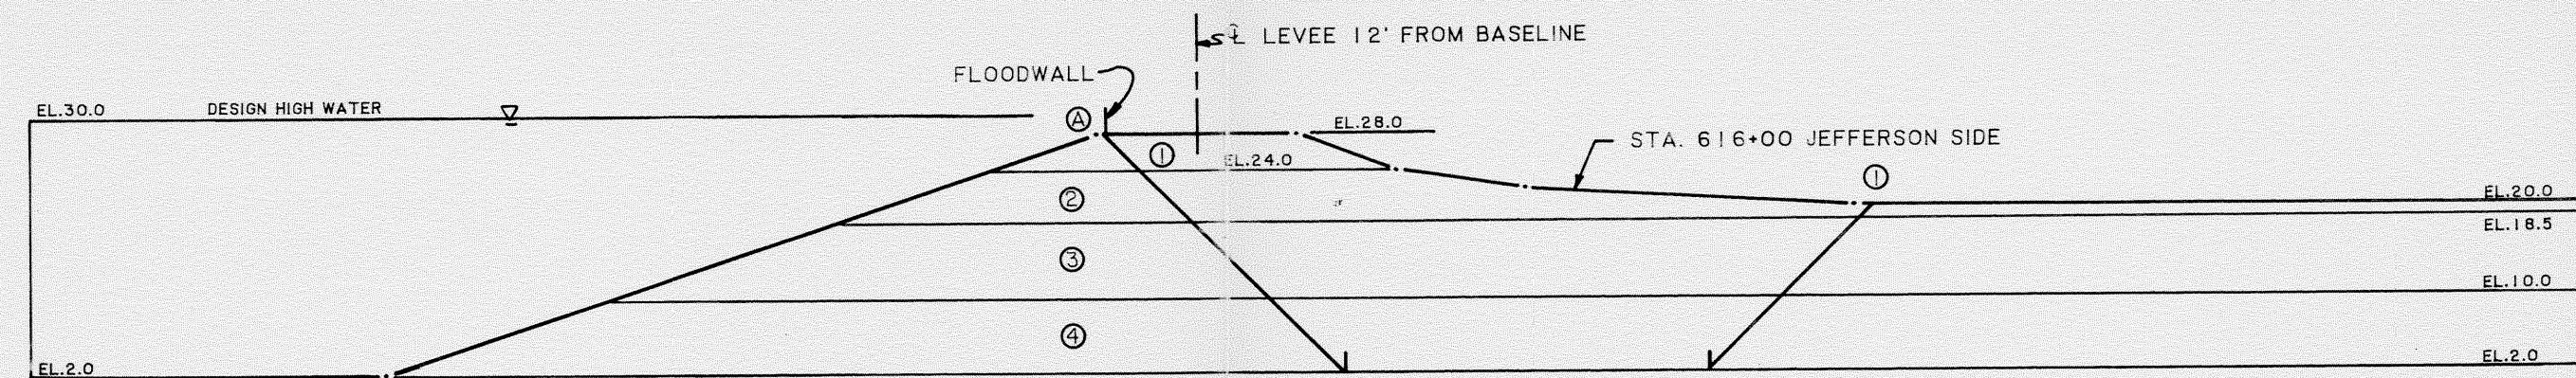 ℄ LEVEE 12' FROM BASELINE
FLOODWALL
EL.30.0
DESIGN HIGH WATER
A
EL.28.0
STA. 616+00 JEFFERSON SIDE
1
EL.24.0
1
EL.20.0
2
EL.18.5
3
EL.10.0
4
EL.2.0
EL.2.0